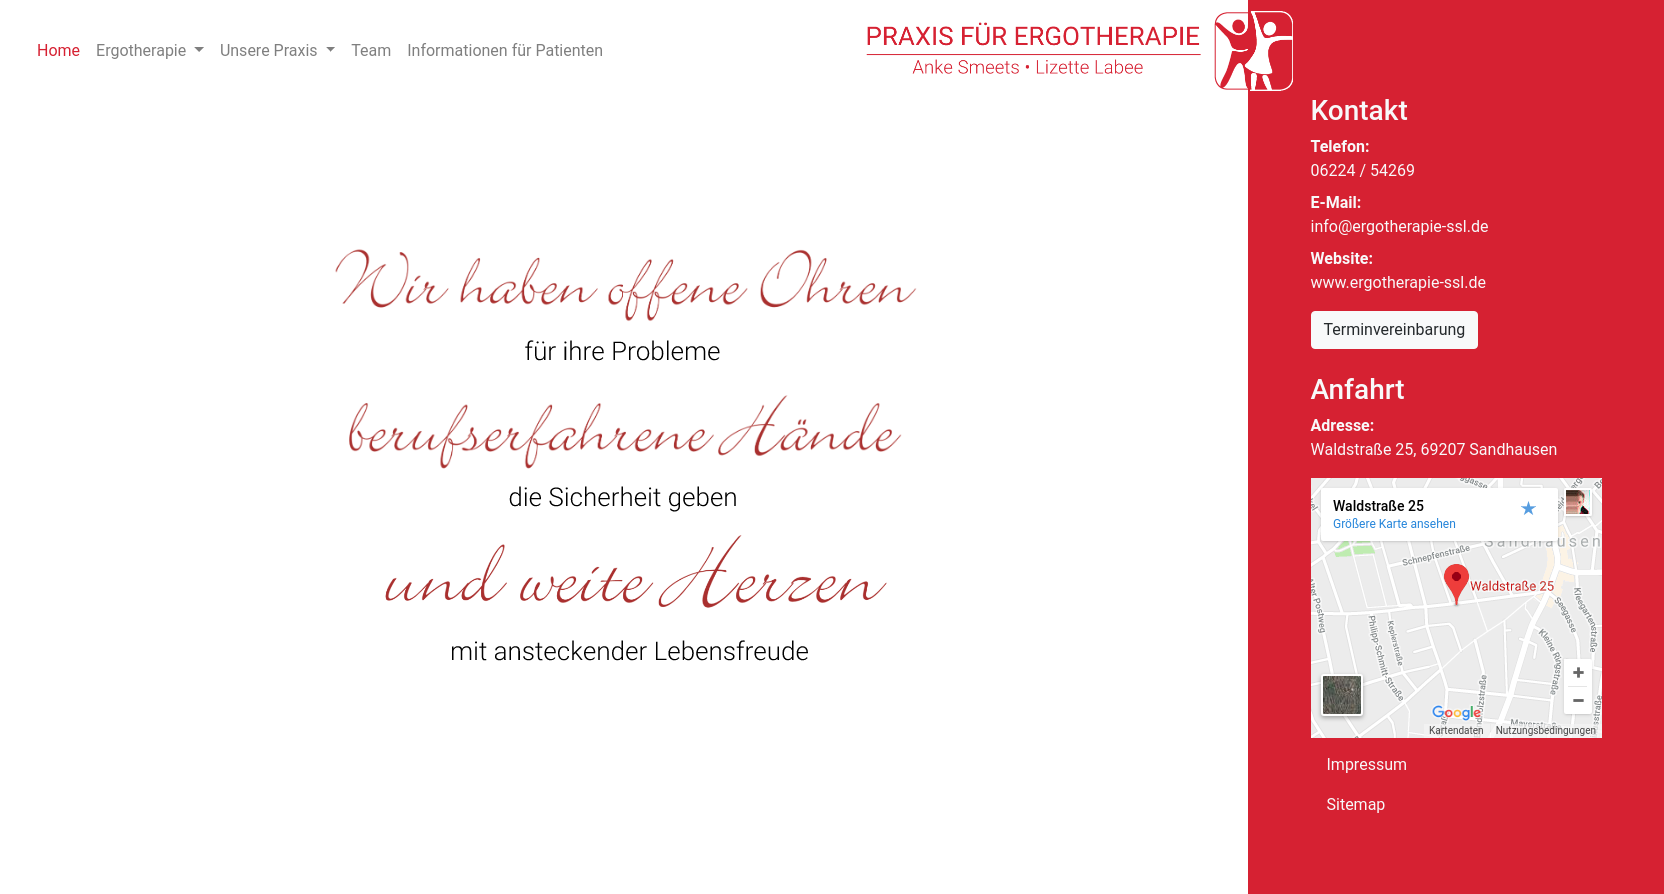 Home Ergotherapie Unsere Praxis Team Informationen für Patienten
PRAXIS FÜR ERGOTHERAPIE
Anke Smeets • Lizette Labee
Wir haben offene Ohren
für ihre Probleme
berufserfahrene Hände
die Sicherheit geben
und weite Herzen
mit ansteckender Lebensfreude
Kontakt
Telefon:
06224 / 54269
E-Mail:
info@ergotherapie-ssl.de
Website:
www.ergotherapie-ssl.de
Terminvereinbarung
Anfahrt
Adresse:
Waldstraße 25, 69207 Sandhausen
Waldstraße 25
Größere Karte ansehen
Sandhausen
Schnepfenstraße
Waldstraße 25
Postweg
Philipp-Schmitt-Straße
Keplerstraße
Seegasse
Kleegartenstraße
Kleine Ringstraße
Google
Kartendaten Nutzungsbedingungen
Impressum
Sitemap